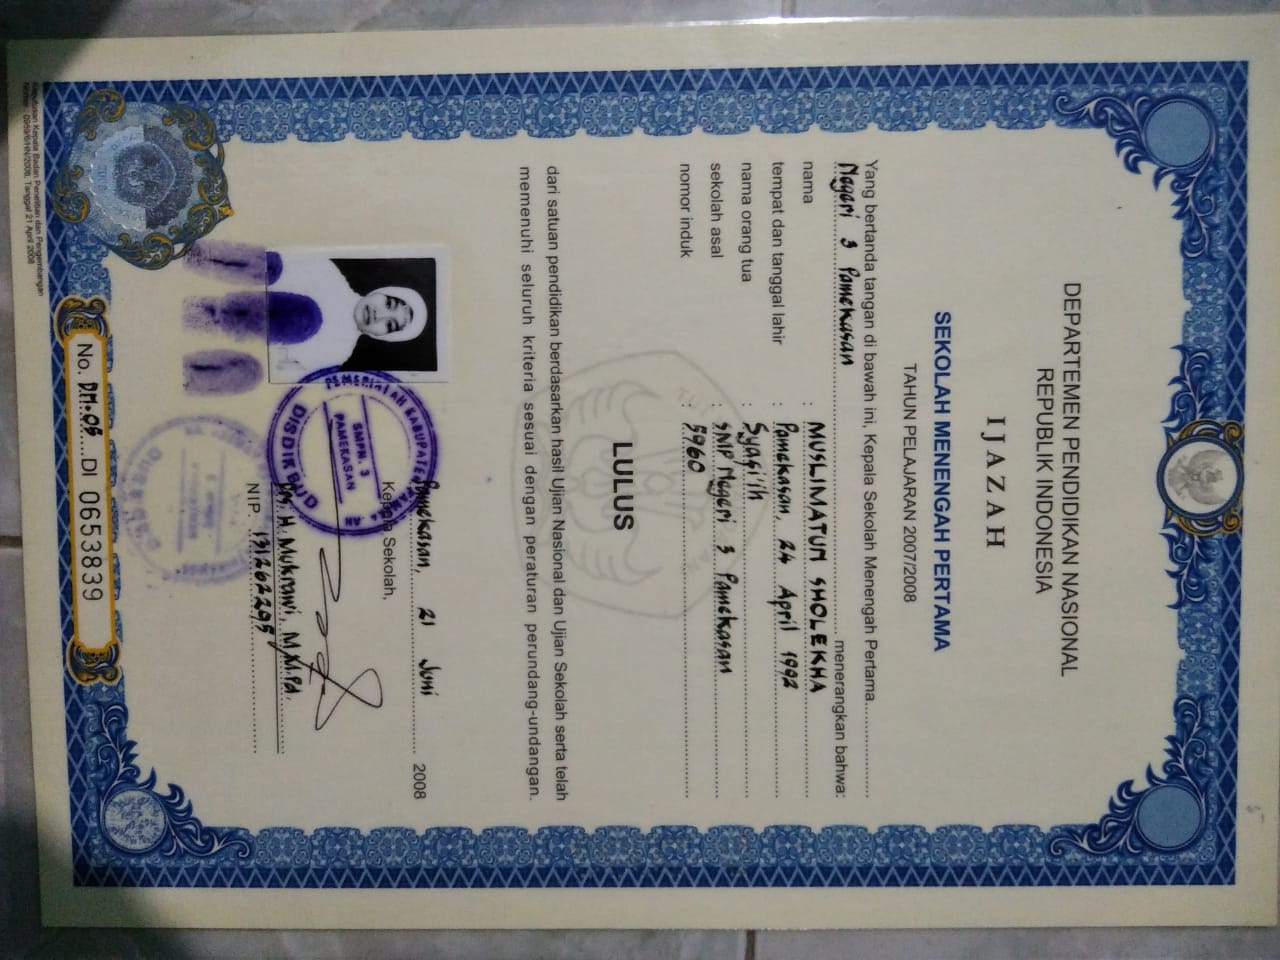 DEPARTEMEN PENDIDIKAN NASIONAL
REPUBLIK INDONESIA
IJAZAH
SEKOLAH MENENGAH PERTAMA
TAHUN PELAJARAN 2007/2008
Yang bertanda tangan di bawah ini, Kepala Sekolah Menengah Pertama
Negeri 3 Pamekasan menerangkan bahwa:
nama : MUSLIMATUN SHOLEKHA
tempat dan tanggal lahir : Pamekasan, 24 April 1992
nama orang tua : Syafi'ih
sekolah asal : SMP Negeri 3 Pamekasan
nomor induk : 5960
LULUS
dari satuan pendidikan berdasarkan hasil Ujian Nasional dan Ujian Sekolah serta telah
memenuhi seluruh kriteria sesuai dengan peraturan perundang-undangan.
Pamekasan, 21 Juni 2008
Kepala Sekolah,
PEMERINTAH KABUPATEN
SMPN. 3
PAMEKASAN
DISDIKBUD
Drs. H. Mukrawi, M.M.Pd.
NIP. 131262295
No. DN-05 DI 0653839
Keputusan Kepala Badan Penelitian dan Pengembangan
Nomor : 0959/6/HN/2008, Tanggal 21 April 2008